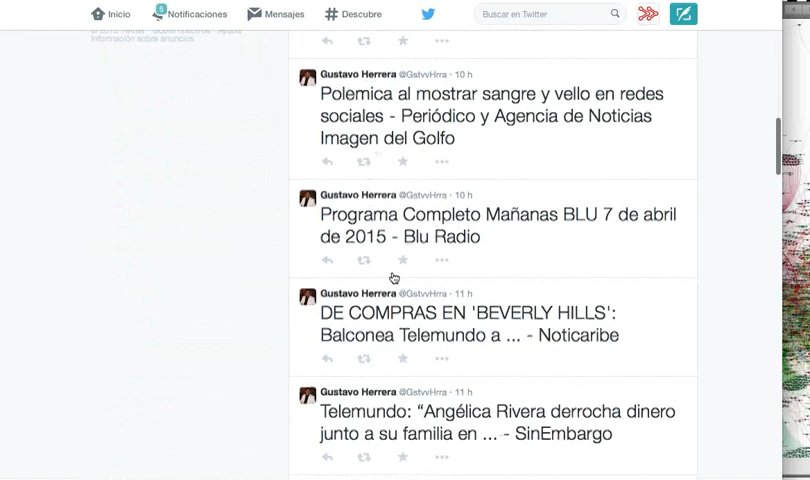 Inicio
5
Notificaciones
Mensajes
Descubre
Buscar en Twitter
Información sobre anuncios
Gustavo Herrera @GstvvHrra · 10 h
Polemica al mostrar sangre y vello en redes
sociales - Periódico y Agencia de Noticias
Imagen del Golfo
Gustavo Herrera @GstvvHrra · 10 h
Programa Completo Mañanas BLU 7 de abril
de 2015 - Blu Radio
Gustavo Herrera @GstvvHrra · 11 h
DE COMPRAS EN 'BEVERLY HILLS':
Balconea Telemundo a ... - Noticaribe
Gustavo Herrera @GstvvHrra · 11 h
Telemundo: “Angélica Rivera derrocha dinero
junto a su familia en ... - SinEmbargo